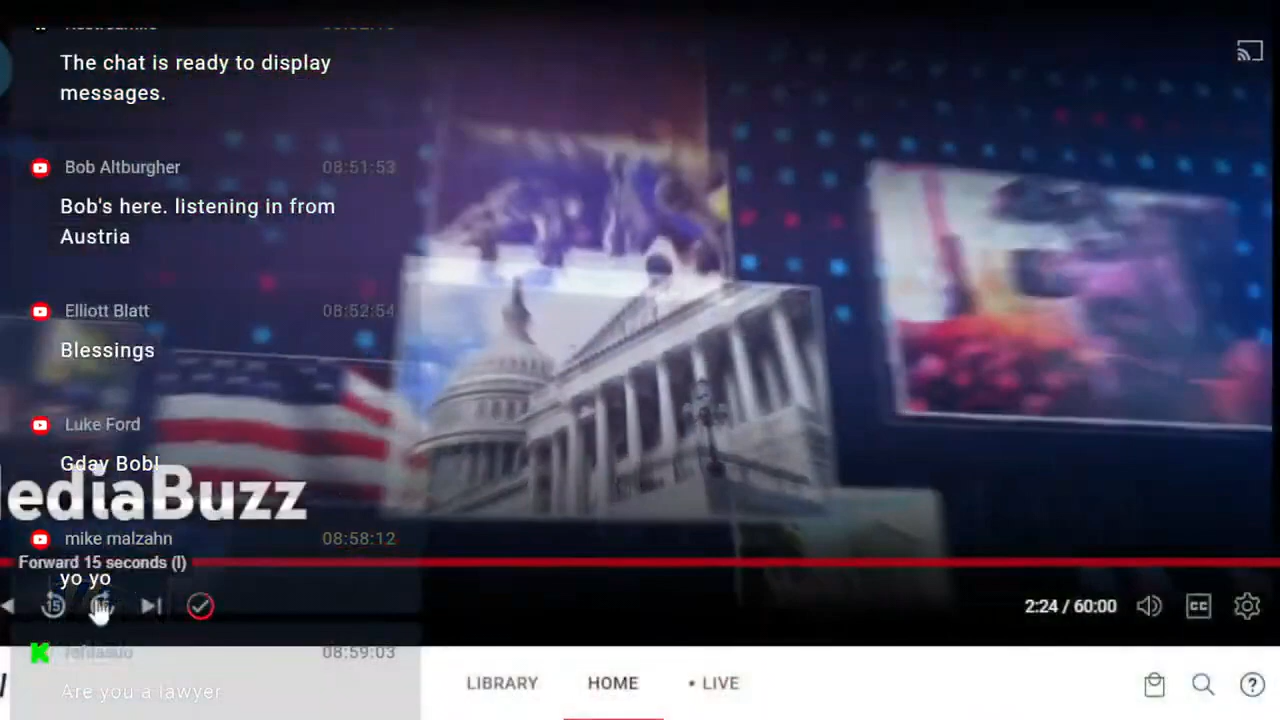 The chat is ready to display
messages.
Bob Altburgher 08:51:53
Bob's here. listening in from
Austria
Elliott Blatt 08:52:54
Blessings
Luke Ford
Gday Bob!
ediaBuzz
mike malzahn 08:58:12
Forward 15 seconds (l)
yo yo
15
2:24 / 60:00
CC
08:59:03
Are you a lawyer
LIBRARY HOME • LIVE